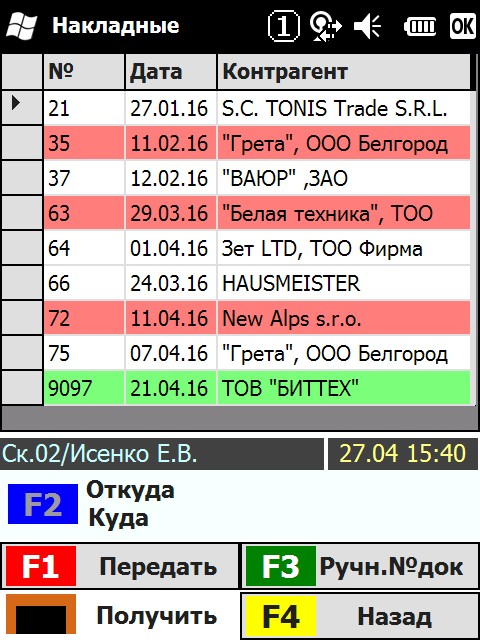 Накладные 1 OK
№ Дата Контрагент
21 27.01.16 S.C. TONIS Trade S.R.L.
35 11.02.16 "Грета", ООО Белгород
37 12.02.16 "ВАЮР" ,ЗАО
63 29.03.16 "Белая техника", ТОО
64 01.04.16 Зет LTD, ТОО Фирма
66 24.03.16 HAUSMEISTER
72 11.04.16 New Alps s.r.o.
75 07.04.16 "Грета", ООО Белгород
9097 21.04.16 ТОВ "БИТТЕХ"
Ск.02/Исенко Е.В. 27.04 15:40
F2 Откуда
Куда
F1 Передать F3 Ручн.№док
Получить F4 Назад